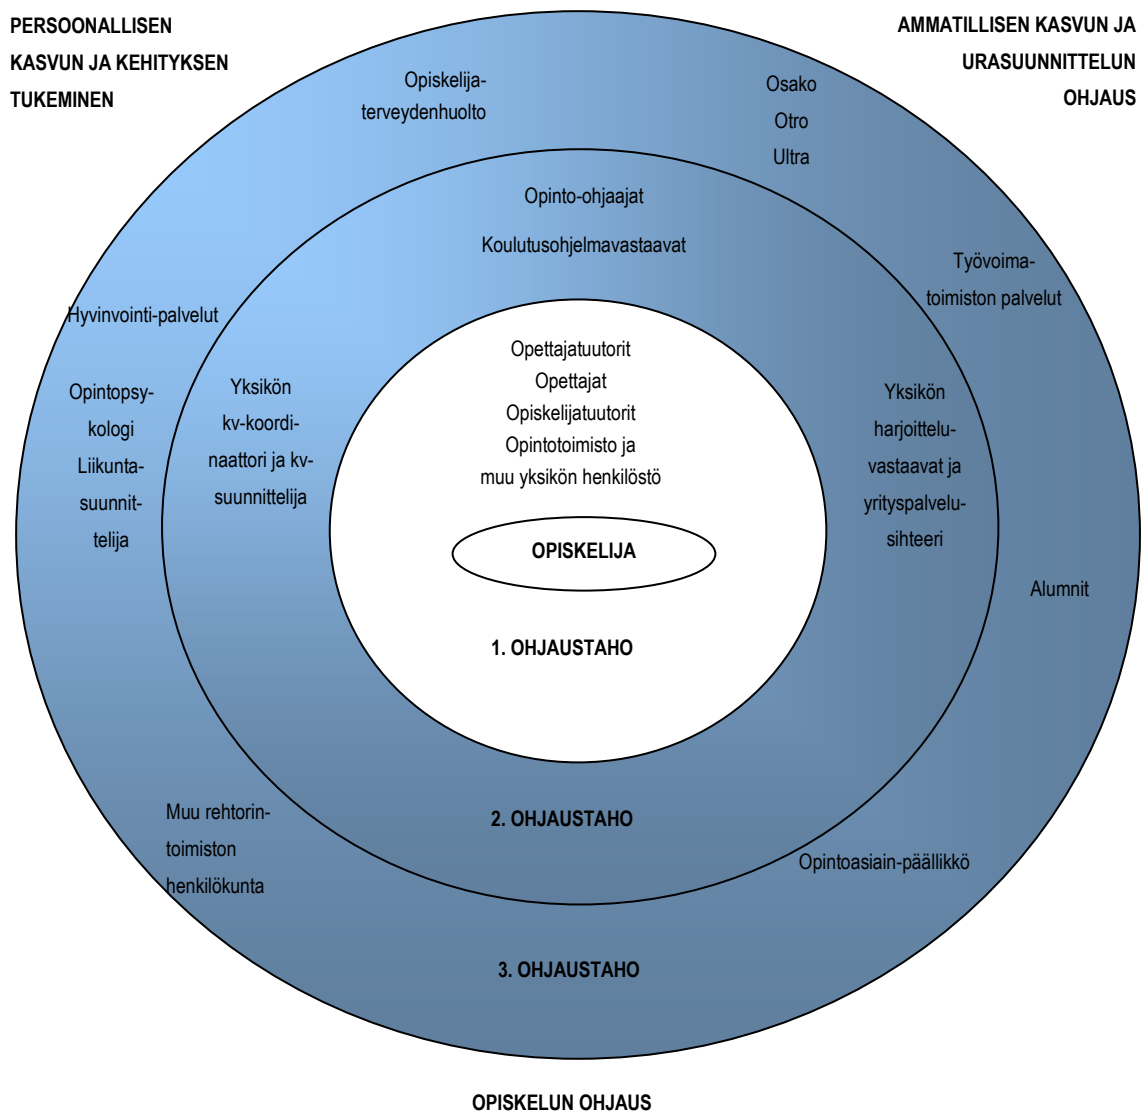 PERSOONALLISEN
KASVUN JA KEHITYKSEN
TUKEMINEN
AMMATILLISEN KASVUN JA
URASUUNNITTELUN
OHJAUS
Opiskelija-
terveydenhuolto
Osako
Otro
Ultra
Opinto-ohjaajat
Koulutusohjelmavastaavat
Työvoima-
toimiston palvelut
Hyvinvointi-palvelut
Opintopsy-
kologi
Liikunta-
suunnit-
telija
Yksikön
kv-koordi-
naattori ja kv-
suunnittelija
Opettajatuutorit
Opettajat
Opiskelijatuutorit
Opintotoimisto ja
muu yksikön henkilöstö
Yksikön
harjoittelu-
vastaavat ja
yrityspalvelu-
sihteeri
OPISKELIJA
Alumnit
1. OHJAUSTAHO
Muu rehtorin-
toimiston
henkilökunta
2. OHJAUSTAHO
Opintoasiain-päällikkö
3. OHJAUSTAHO
OPISKELUN OHJAUS